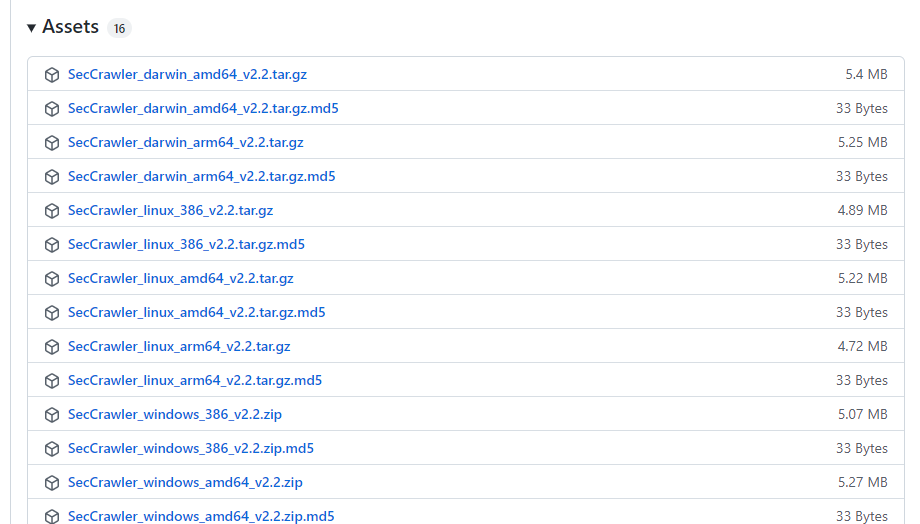 Assets 16
SecCrawler_darwin_amd64_v2.2.tar.gz 5.4 MB
SecCrawler_darwin_amd64_v2.2.tar.gz.md5 33 Bytes
SecCrawler_darwin_arm64_v2.2.tar.gz 5.25 MB
SecCrawler_darwin_arm64_v2.2.tar.gz.md5 33 Bytes
SecCrawler_linux_386_v2.2.tar.gz 4.89 MB
SecCrawler_linux_386_v2.2.tar.gz.md5 33 Bytes
SecCrawler_linux_amd64_v2.2.tar.gz 5.22 MB
SecCrawler_linux_amd64_v2.2.tar.gz.md5 33 Bytes
SecCrawler_linux_arm64_v2.2.tar.gz 4.72 MB
SecCrawler_linux_arm64_v2.2.tar.gz.md5 33 Bytes
SecCrawler_windows_386_v2.2.zip 5.07 MB
SecCrawler_windows_386_v2.2.zip.md5 33 Bytes
SecCrawler_windows_amd64_v2.2.zip 5.27 MB
SecCrawler_windows_amd64_v2.2.zip.md5 33 Bytes